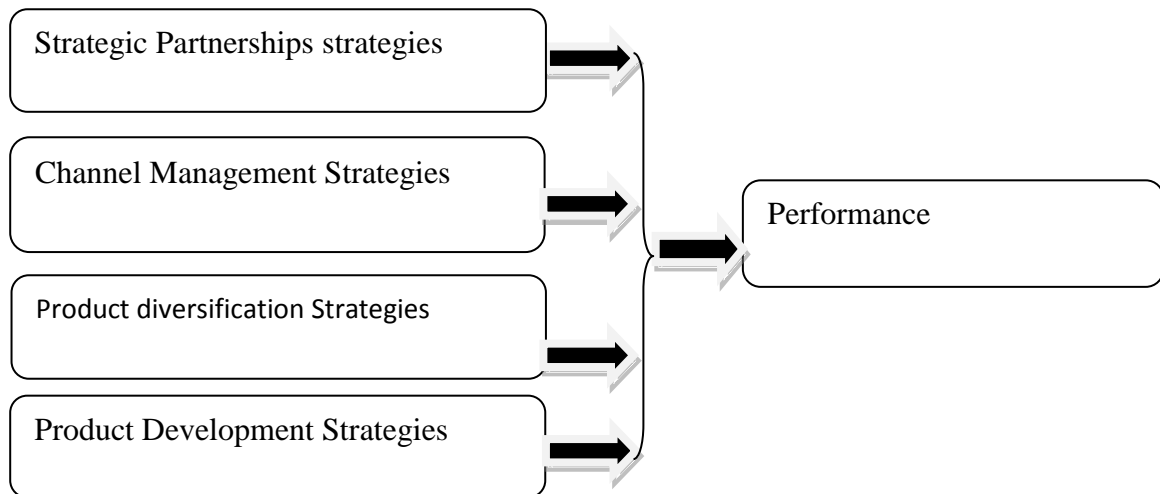 Strategic Partnerships strategies
Channel Management Strategies
Performance
Product diversification Strategies
Product Development Strategies